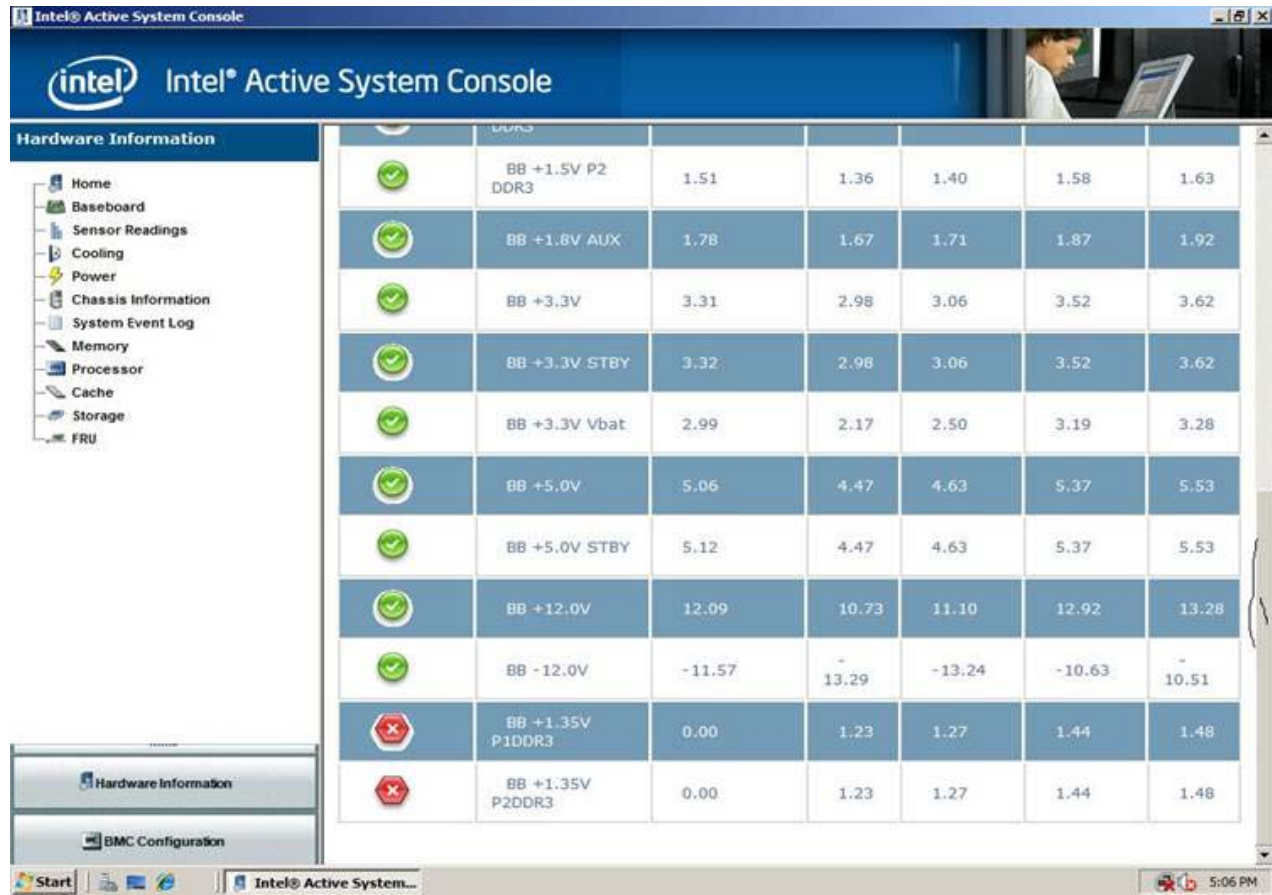 Intel® Active System Console
intel Intel® Active System Console
Hardware Information
Home
Baseboard
Sensor Readings
Cooling
Power
Chassis Information
System Event Log
Memory
Processor
Cache
Storage
FRU
Hardware Information
BMC Configuration
DDR3
BB +1.5V P2
DDR3 1.51 1.36 1.40 1.58 1.63
BB +1.8V AUX 1.78 1.67 1.71 1.87 1.92
BB +3.3V 3.31 2.98 3.06 3.52 3.62
BB +3.3V STBY 3.32 2.98 3.06 3.52 3.62
BB +3.3V Vbat 2.99 2.17 2.50 3.19 3.28
BB +5.0V 5.06 4.47 4.63 5.37 5.53
BB +5.0V STBY 5.12 4.47 4.63 5.37 5.53
BB +12.0V 12.09 10.73 11.10 12.92 13.28
BB -12.0V -11.57 -13.29 -13.24 -10.63 -10.51
BB +1.35V
P1DDR3 0.00 1.23 1.27 1.44 1.48
BB +1.35V
P2DDR3 0.00 1.23 1.27 1.44 1.48
Start Intel® Active System... 5:06 PM